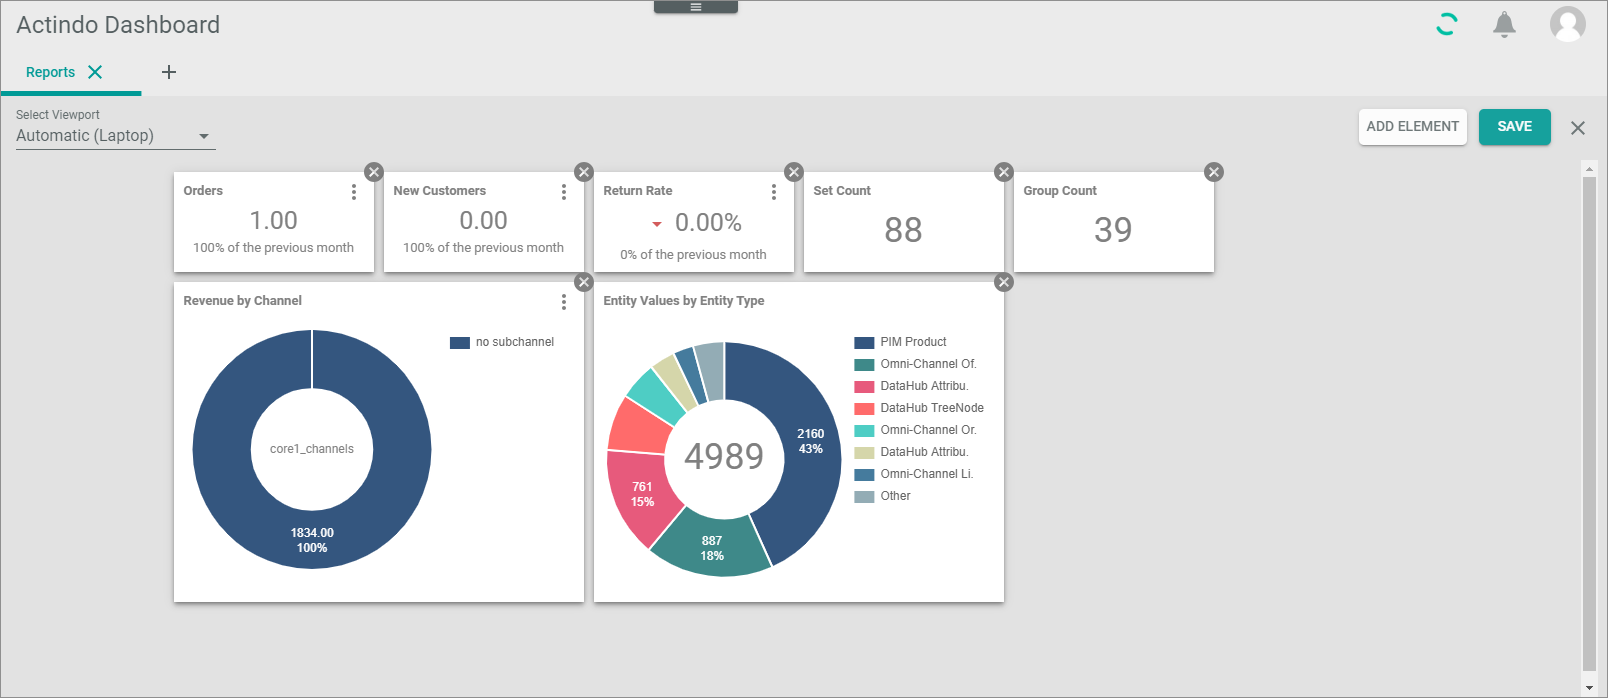 Actindo Dashboard
Reports
Select Viewport
Automatic (Laptop)
ADD ELEMENT
SAVE
Orders
1.00
100% of the previous month
New Customers
0.00
100% of the previous month
Return Rate
0.00%
0% of the previous month
Set Count
88
Group Count
39
Revenue by Channel
no subchannel
core1_channels
1834.00
100%
Entity Values by Entity Type
PIM Product
Omni-Channel Of.
DataHub Attribu.
DataHub TreeNode
Omni-Channel Or.
DataHub Attribu.
Omni-Channel Li.
Other
2160
43%
4989
761
15%
887
18%